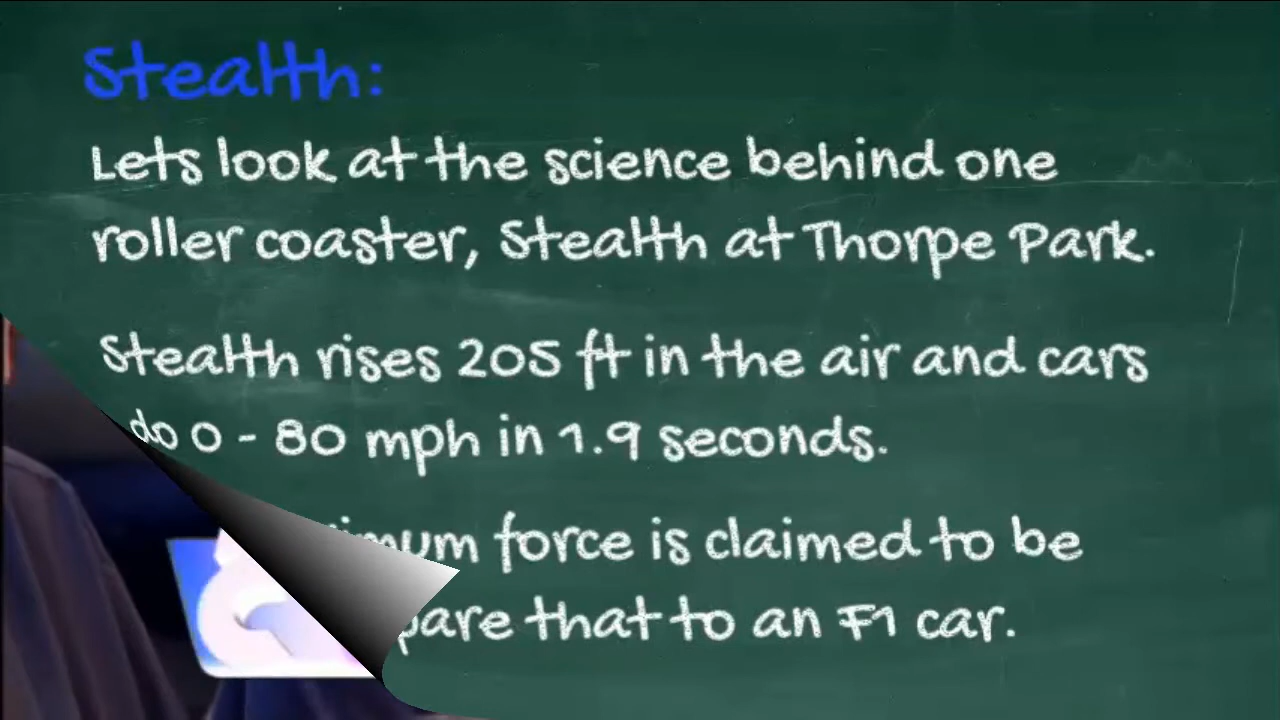 Stealth:
Lets look at the science behind one
roller coaster, Stealth at Thorpe Park.
Stealth rises 205 ft in the air and cars
do 0 - 80 mph in 1.9 seconds.
force is claimed to be
that to an F1 car.